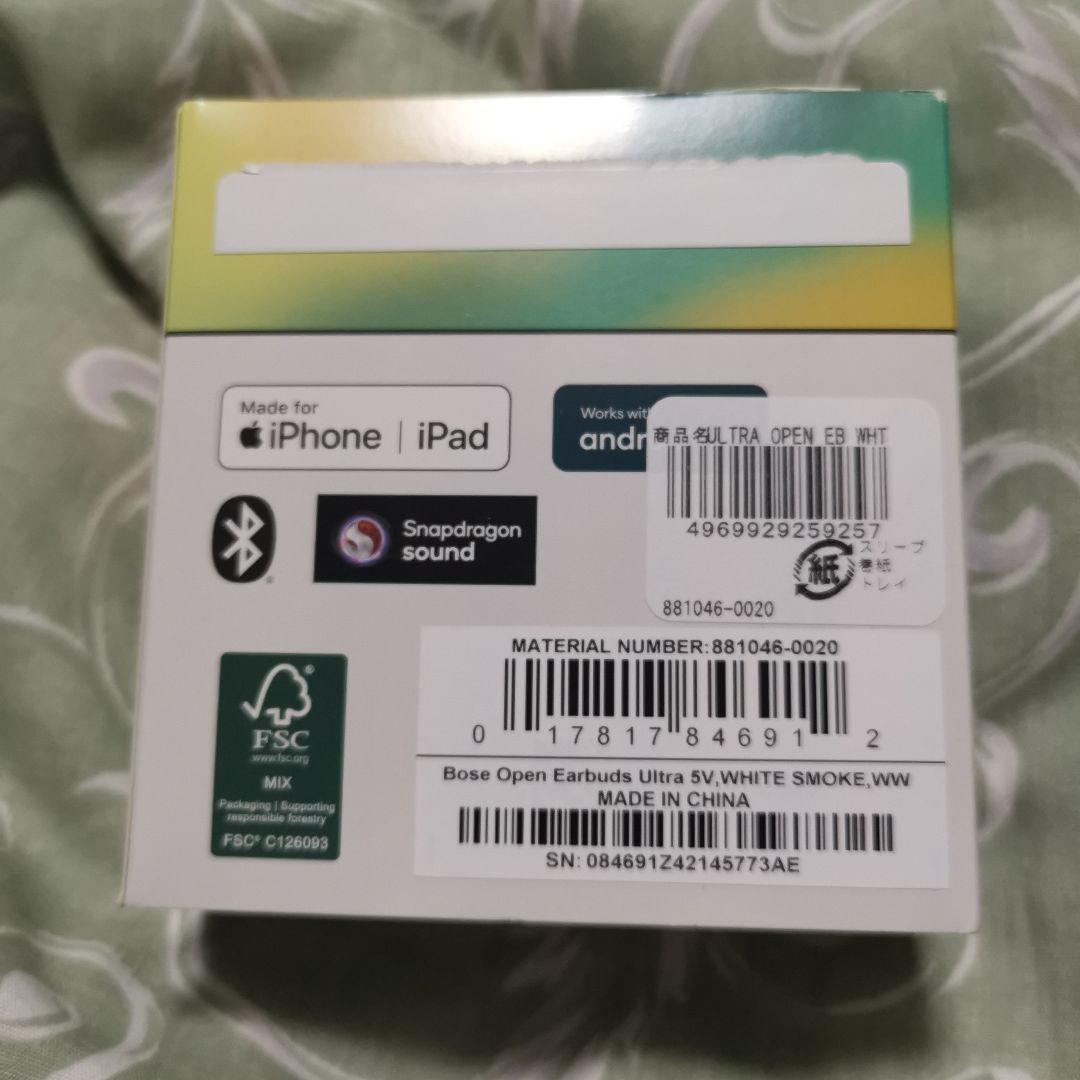 Made for
iPhone | iPad
Works with
andr
商品名ULTRA OPEN EB WHT
4969929259257
紙
スリーブ
巻紙
トレイ
881046-0020
Snapdragon
sound
MATERIAL NUMBER:881046-0020
0 17817 84691 2
Bose Open Earbuds Ultra 5V,WHITE SMOKE,WW
MADE IN CHINA
SN: 084691Z42145773AE
FSC
www.fsc.org
MIX
Packaging | Supporting
responsible forestry
FSC® C126093